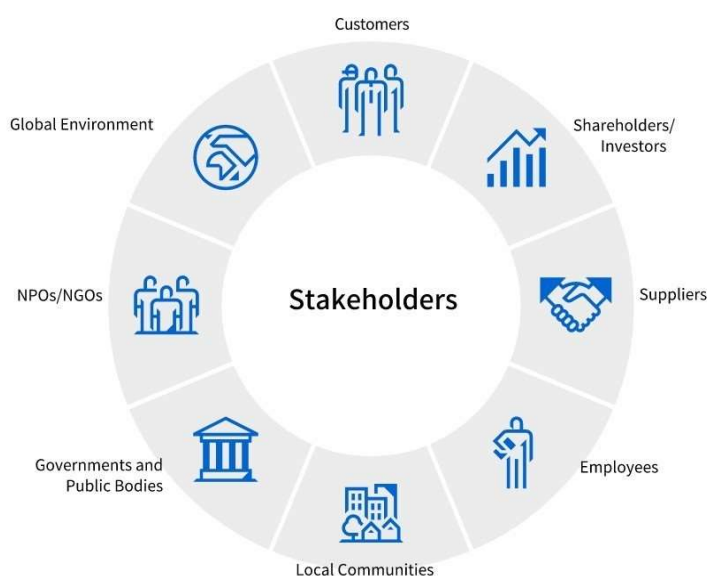 Customers
Shareholders/
Investors
Suppliers
Employees
Local Communities
Governments and
Public Bodies
NPOs/NGOs
Global Environment
Stakeholders